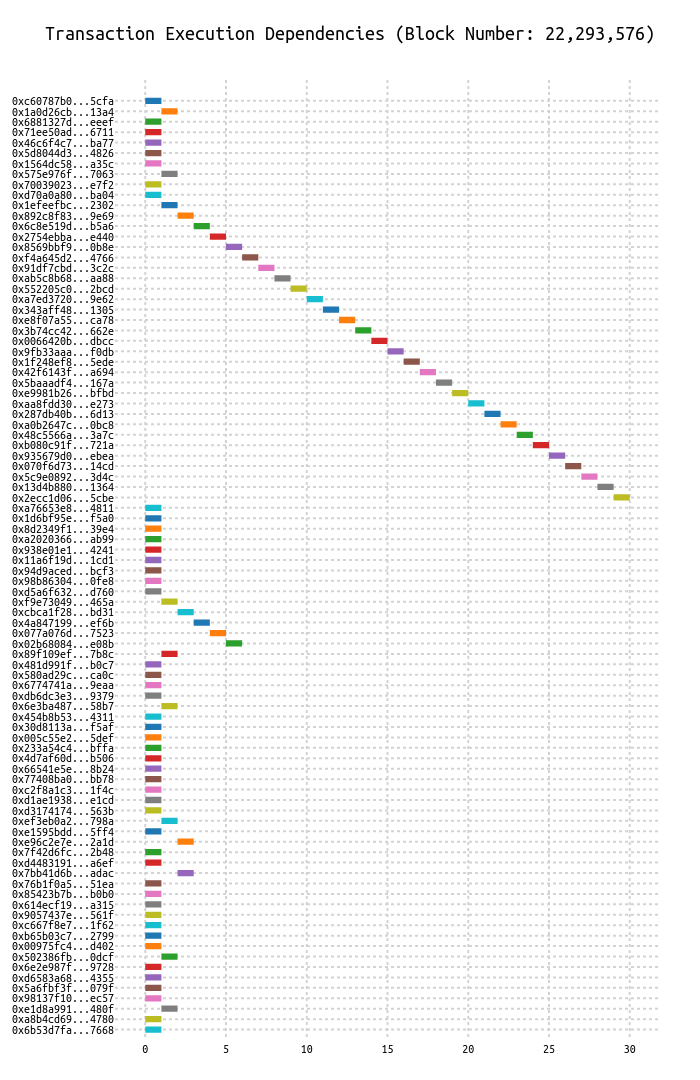 Transaction Execution Dependencies (Block Number: 22,293,576)
0xc60787b0...5cfa
0x1a0d26cb...13a4
0x6881327d...eeef
0x71ee50ad...6711
0x46c6f4c7...ba77
0x5d8044d3...4826
0x1564dc58...a35c
0x575e976f...7063
0x70039023...e7f2
0xd70a0a80...ba04
0x1efeefbc...2302
0x892c8f83...9e69
0x6c8e519d...b5a6
0x2754ebba...e440
0x8569bbf9...0b8e
0xf4a645d2...4766
0x91df7cbd...3c2c
0xab5c8b68...aa88
0x552205c0...2bcd
0xa7ed3720...9e62
0x343aff48...1305
0xe8f07a55...ca78
0x3b74cc42...662e
0x0066420b...dbcc
0x9fb33aaa...f0db
0x1f248ef8...5ede
0x42f6143f...a694
0x5baaadf4...167a
0xe9981b26...bfbd
0xaa8fdd30...e273
0x287db40b...6d13
0xa0b2647c...0bc8
0x48c5566a...3a7c
0xb080c91f...721a
0x935679d0...ebea
0x070f6d73...14cd
0x5c9e0892...3d4c
0x13d4b880...1364
0x2ecc1d06...5cbe
0xa76653e8...4811
0x1d6bf95e...f5a0
0x8d2349f1...39e4
0xa2020366...ab99
0x938e01e1...4241
0x11a6f19d...1cd1
0x94d9aced...bcf3
0x98b86304...0fe8
0xd5a6f632...d760
0xf9e73049...465a
0xcbca1f28...bd31
0x4a847199...ef6b
0x077a076d...7523
0x02b68084...e08b
0x89f109ef...7b8c
0x481d991f...b0c7
0x580ad29c...ca0c
0x6774741a...9eaa
0xdb6dc3e3...9379
0x6e3ba487...58b7
0x454b8b53...4311
0x30d8113a...f5af
0x005c55e2...5def
0x233a54c4...bffa
0x4d7af60d...b506
0x66541e5e...8b24
0x77408ba0...bb78
0xc2f8a1c3...1f4c
0xd1ae1938...e1cd
0xd3174174...563b
0xef3eb0a2...798a
0xe1595bdd...5ff4
0xe96c2e7e...2a1d
0x7f42d6fc...2b48
0xd4483191...a6ef
0x7bb41d6b...adac
0x76b1f0a5...51ea
0x85423b7b...b0b0
0x614ecf19...a315
0x9057437e...561f
0xc667f8e7...1f62
0xb65b03c7...2799
0x00975fc4...d402
0x502386fb...0dcf
0x6e2e987f...9728
0xd6583a68...4355
0x5a6fbf3f...079f
0x98137f10...ec57
0xe1d8a991...480f
0xa8b4cd69...4780
0x6b53d7fa...7668
0 5 10 15 20 25 30